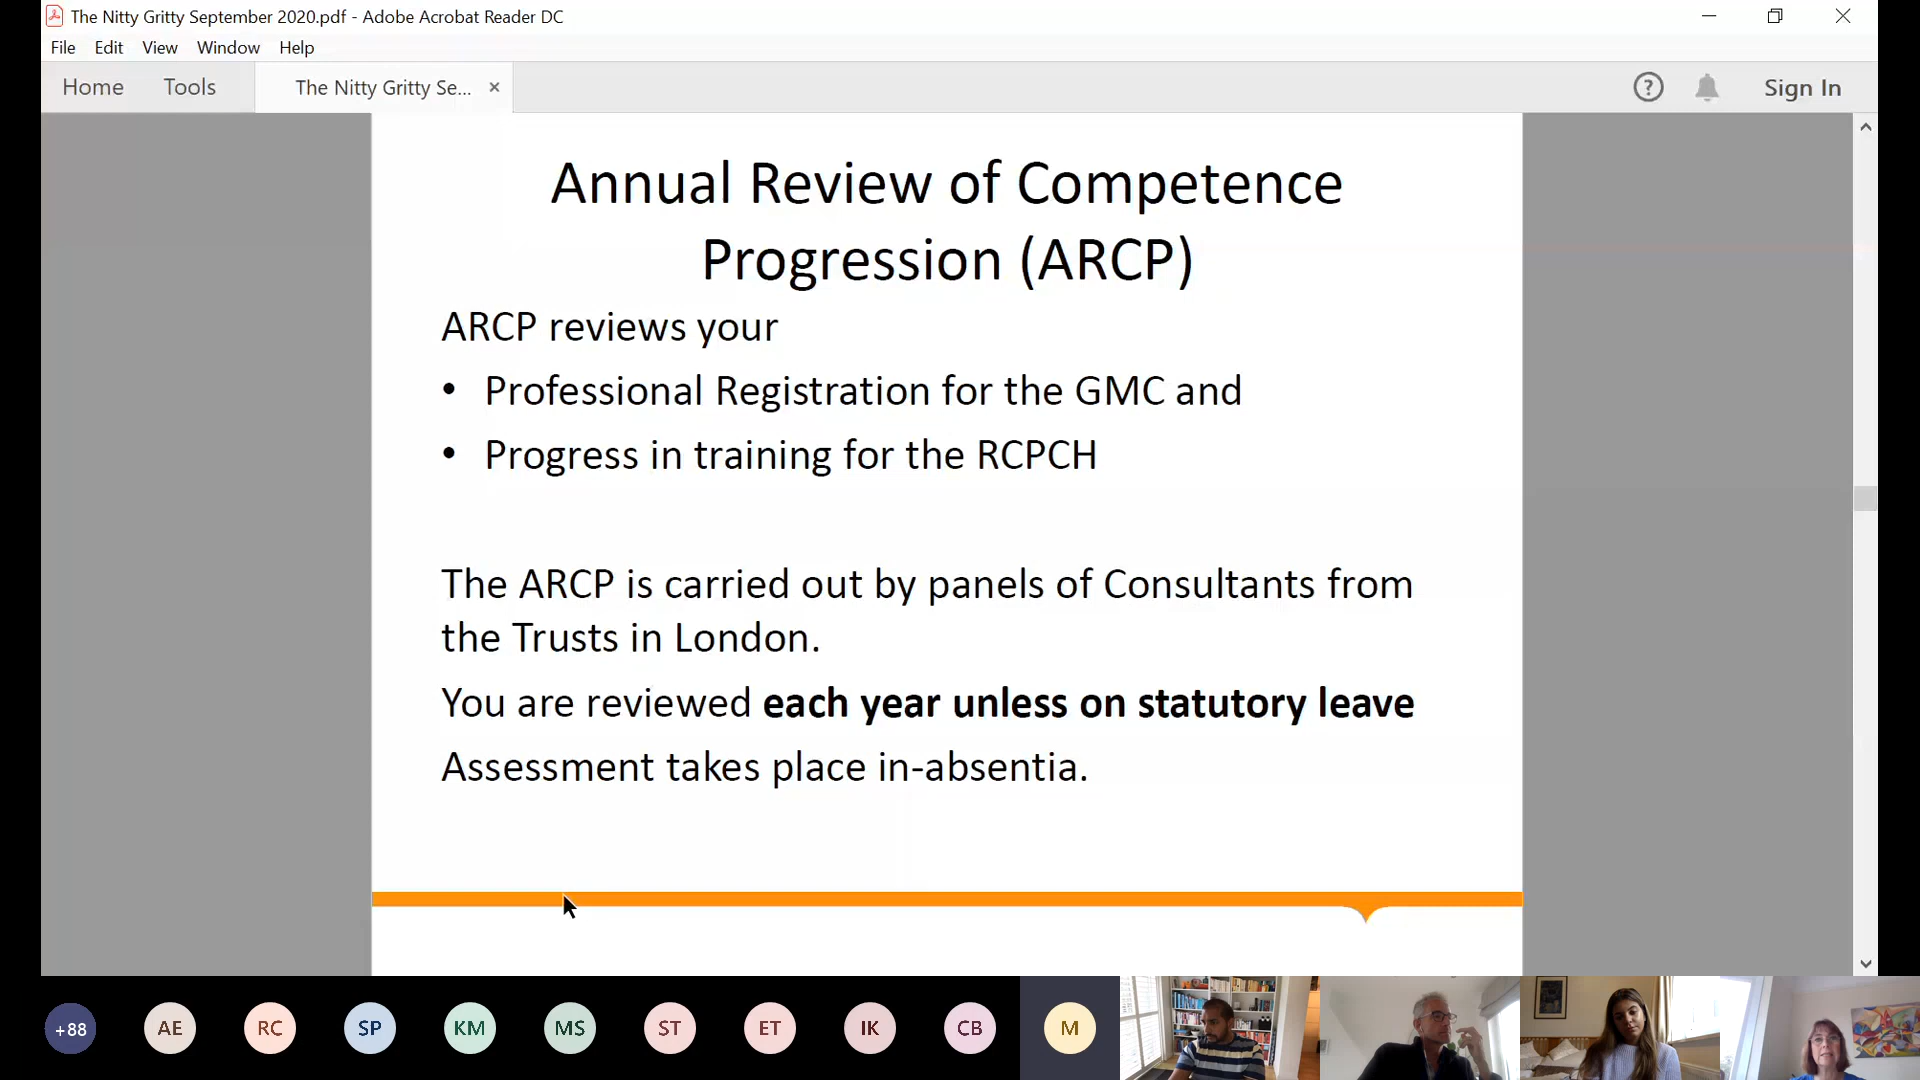 The Nitty Gritty September 2020.pdf - Adobe Acrobat Reader DC
File Edit View Window Help
Home Tools The Nitty Gritty Se... × ? Sign In
Annual Review of Competence
Progression (ARCP)
ARCP reviews your
• Professional Registration for the GMC and
• Progress in training for the RCPCH
The ARCP is carried out by panels of Consultants from
the Trusts in London.
You are reviewed each year unless on statutory leave
Assessment takes place in-absentia.
+88 AE RC SP KM MS ST ET IK CB M